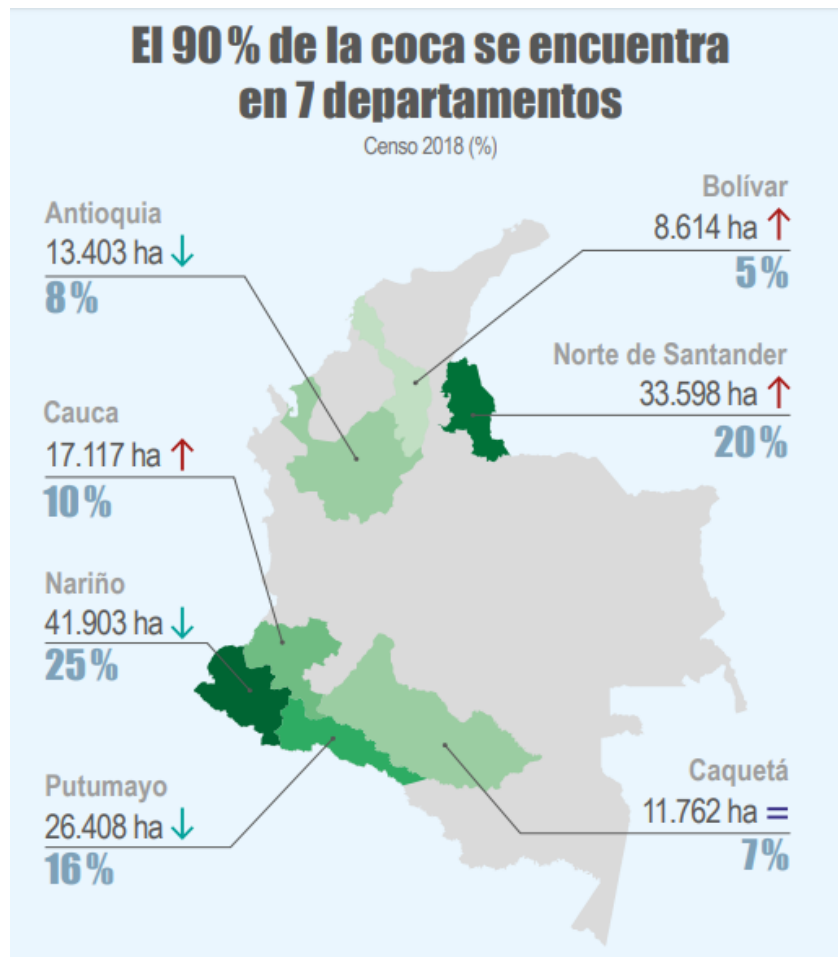 El 90 % de la coca se encuentra
en 7 departamentos
Censo 2018 (%)
Antioquia
13.403 ha ↓
8 %
Cauca
17.117 ha ↑
10 %
Nariño
41.903 ha ↓
25 %
Putumayo
26.408 ha ↓
16 %
Bolívar
8.614 ha ↑
5 %
Norte de Santander
33.598 ha ↑
20 %
Caquetá
11.762 ha =
7 %